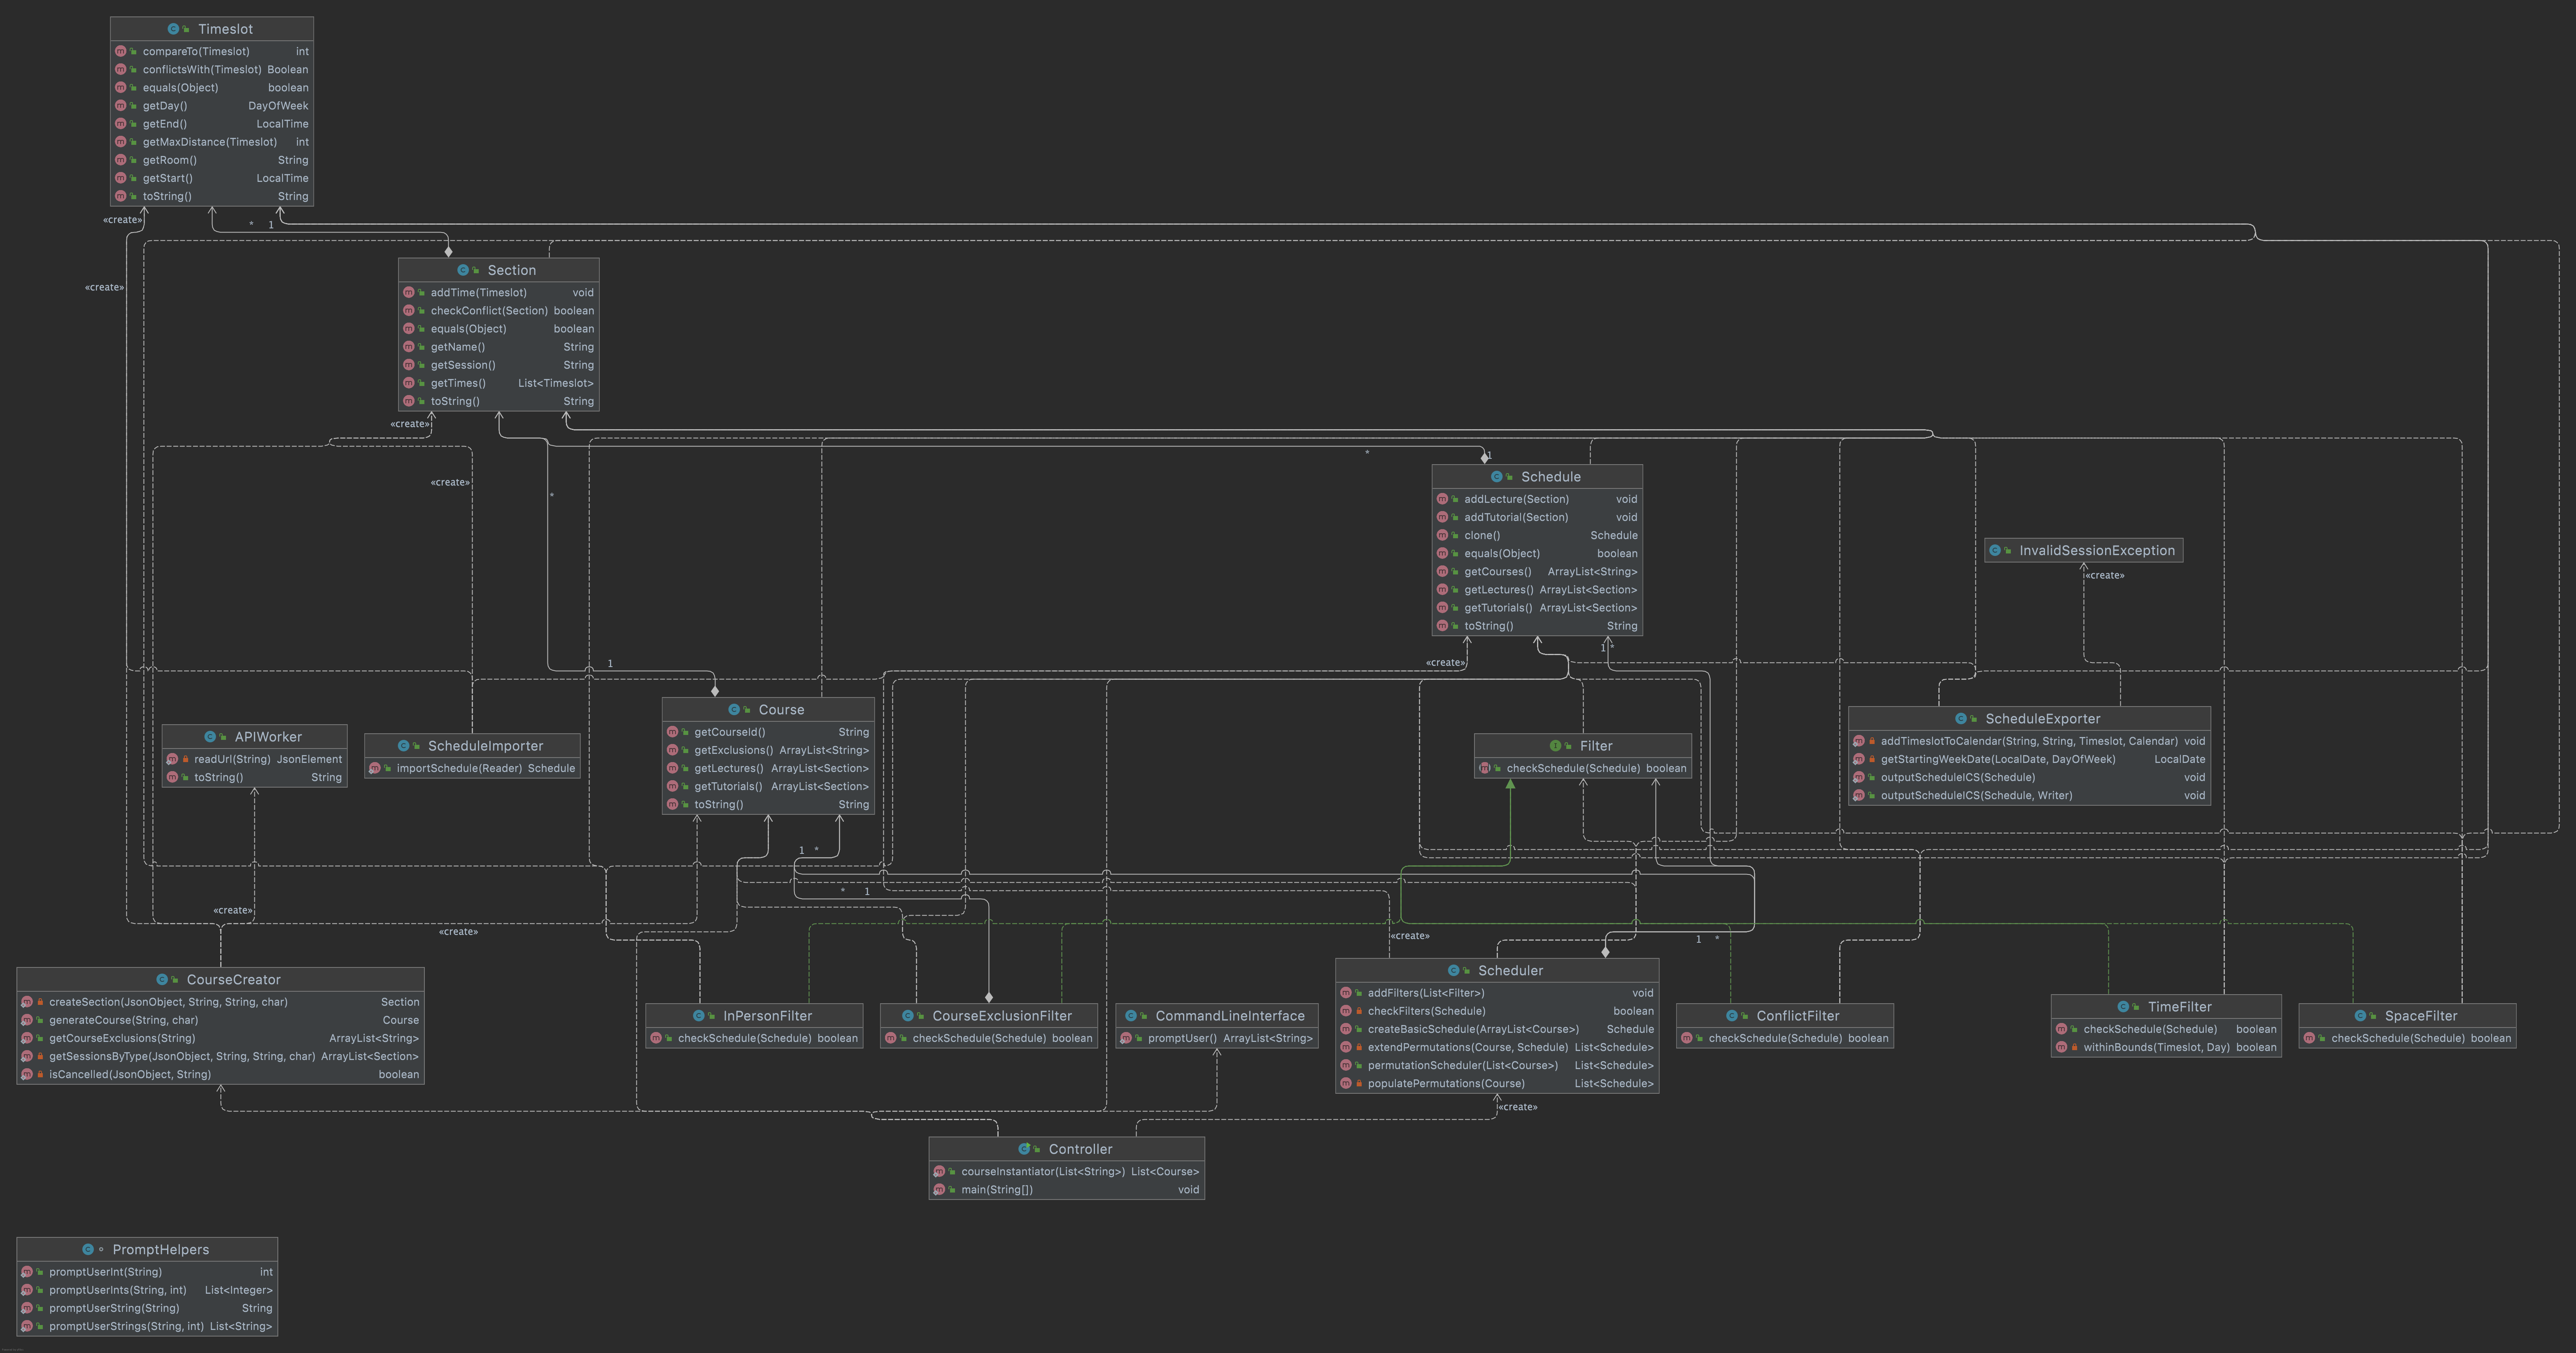 Timeslot
compareTo(Timeslot) int
conflictsWith(Timeslot) Boolean
equals(Object) boolean
getDay() DayOfWeek
getEnd() LocalTime
getMaxDistance(Timeslot) int
getRoom() String
getStart() LocalTime
toString() String
«create»
* 1
«create»
Section
addTime(Timeslot) void
checkConflict(Section) boolean
equals(Object) boolean
getName() String
getSession() String
getTimes() List<Timeslot>
toString() String
«create»
* 1
«create»
*
Schedule
addLecture(Section) void
addTutorial(Section) void
clone() Schedule
equals(Object) boolean
getCourses() ArrayList<String>
getLectures() ArrayList<Section>
getTutorials() ArrayList<Section>
toString() String
InvalidSessionException
«create»
1
«create»
1 *
Course
getCourseId() String
getExclusions() ArrayList<String>
getLectures() ArrayList<Section>
getTutorials() ArrayList<Section>
toString() String
APIWorker
readUrl(String) JsonElement
toString() String
ScheduleImporter
importSchedule(Reader) Schedule
Filter
checkSchedule(Schedule) boolean
ScheduleExporter
addTimeslotToCalendar(String, String, Timeslot, Calendar) void
getStartingWeekDate(LocalDate, DayOfWeek) LocalDate
outputScheduleICS(Schedule) void
outputScheduleICS(Schedule, Writer) void
1 *
* 1
«create»
«create»
«create»
1 *
CourseCreator
createSection(JsonObject, String, String, char) Section
generateCourse(String, char) Course
getCourseExclusions(String) ArrayList<String>
getSessionsByType(JsonObject, String, String, char) ArrayList<Section>
isCancelled(JsonObject, String) boolean
InPersonFilter
checkSchedule(Schedule) boolean
CourseExclusionFilter
checkSchedule(Schedule) boolean
CommandLineInterface
promptUser() ArrayList<String>
Scheduler
addFilters(List<Filter>) void
checkFilters(Schedule) boolean
createBasicSchedule(ArrayList<Course>) Schedule
extendPermutations(Course, Schedule) List<Schedule>
permutationScheduler(List<Course>) List<Schedule>
populatePermutations(Course) List<Schedule>
ConflictFilter
checkSchedule(Schedule) boolean
TimeFilter
checkSchedule(Schedule) boolean
withinBounds(Timeslot, Day) boolean
SpaceFilter
checkSchedule(Schedule) boolean
«create»
Controller
courseInstantiator(List<String>) List<Course>
main(String[]) void
PromptHelpers
promptUserInt(String) int
promptUserInts(String, int) List<Integer>
promptUserString(String) String
promptUserStrings(String, int) List<String>